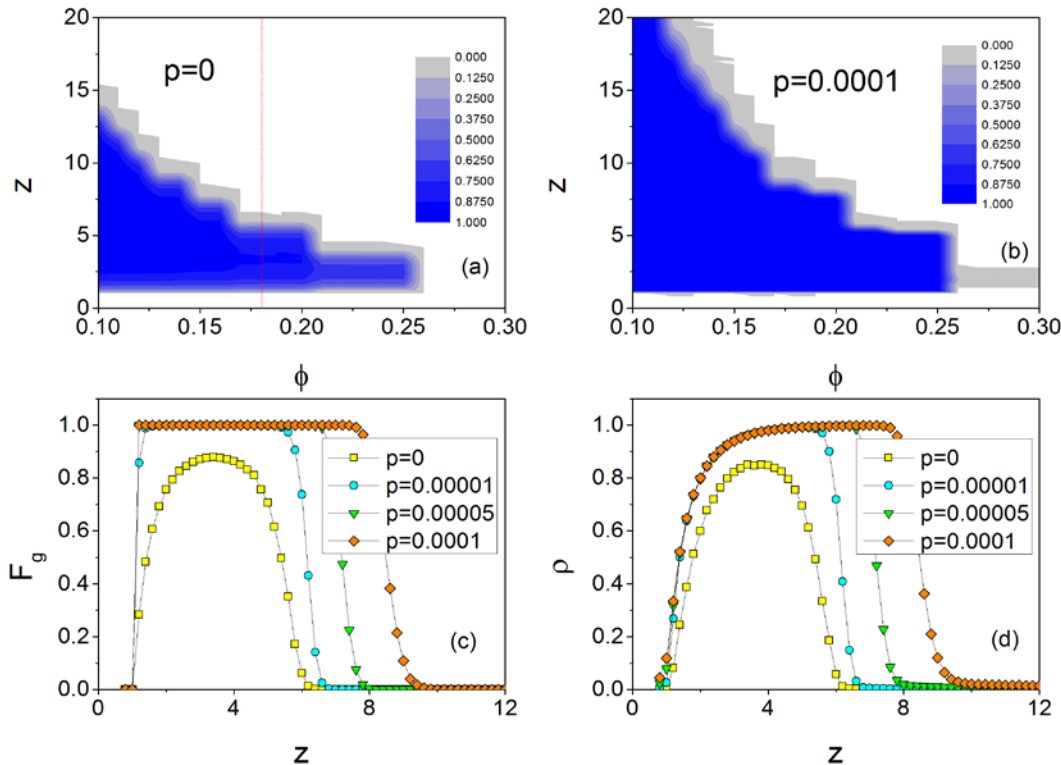 20
15
10
5
0
z
p=0
0.000
0.1250
0.2500
0.3750
0.5000
0.6250
0.7500
0.8750
1.000
(a)
0.10 0.15 0.20 0.25 0.30
ϕ
20
15
10
5
0
z
p=0.0001
0.000
0.1250
0.2500
0.3750
0.5000
0.6250
0.7500
0.8750
1.000
(b)
0.10 0.15 0.20 0.25 0.30
ϕ
1.0
0.8
0.6
0.4
0.2
0.0
F_g
p=0
p=0.00001
p=0.00005
p=0.0001
(c)
0 4 8 12
z
1.0
0.8
0.6
0.4
0.2
0.0
ρ
p=0
p=0.00001
p=0.00005
p=0.0001
(d)
0 4 8 12
z